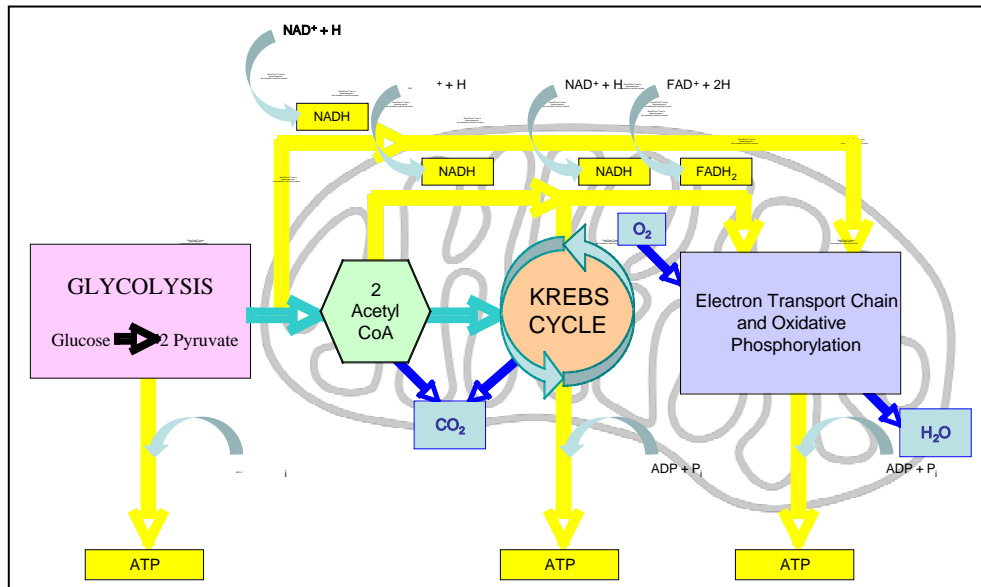 NAD⁺ + H
⁺ + H
NAD⁺ + H
FAD⁺ + 2H
NADH
NADH
NADH
FADH₂
O₂
GLYCOLYSIS
Glucose
2 Pyruvate
2
Acetyl
CoA
KREBS
CYCLE
Electron Transport Chain
and Oxidative
Phosphorylation
CO₂
H₂O
i
ADP + Pᵢ
ADP + Pᵢ
ATP
ATP
ATP